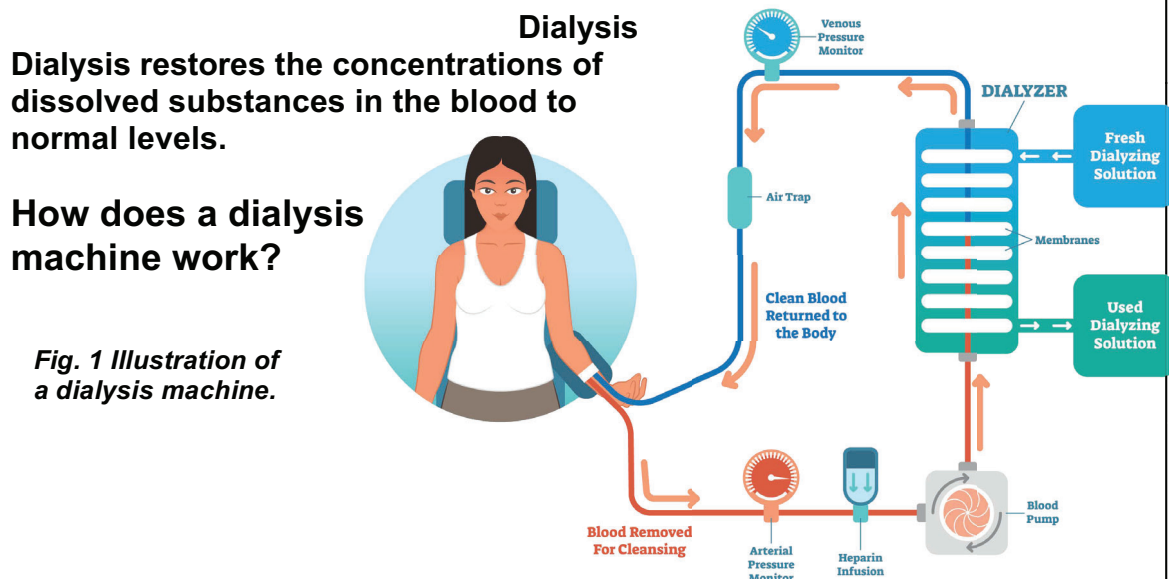 Dialysis
Dialysis restores the concentrations of
dissolved substances in the blood to
normal levels.
How does a dialysis
machine work?
Fig. 1 Illustration of
a dialysis machine.
Venous
Pressure
Monitor
DIALYZER
Fresh
Dialyzing
Solution
Air Trap
Membranes
Clean Blood
Returned to
the Body
Used
Dialyzing
Solution
Blood Removed
For Cleansing
Arterial
Pressure
Monitor
Heparin
Infusion
Blood
Pump